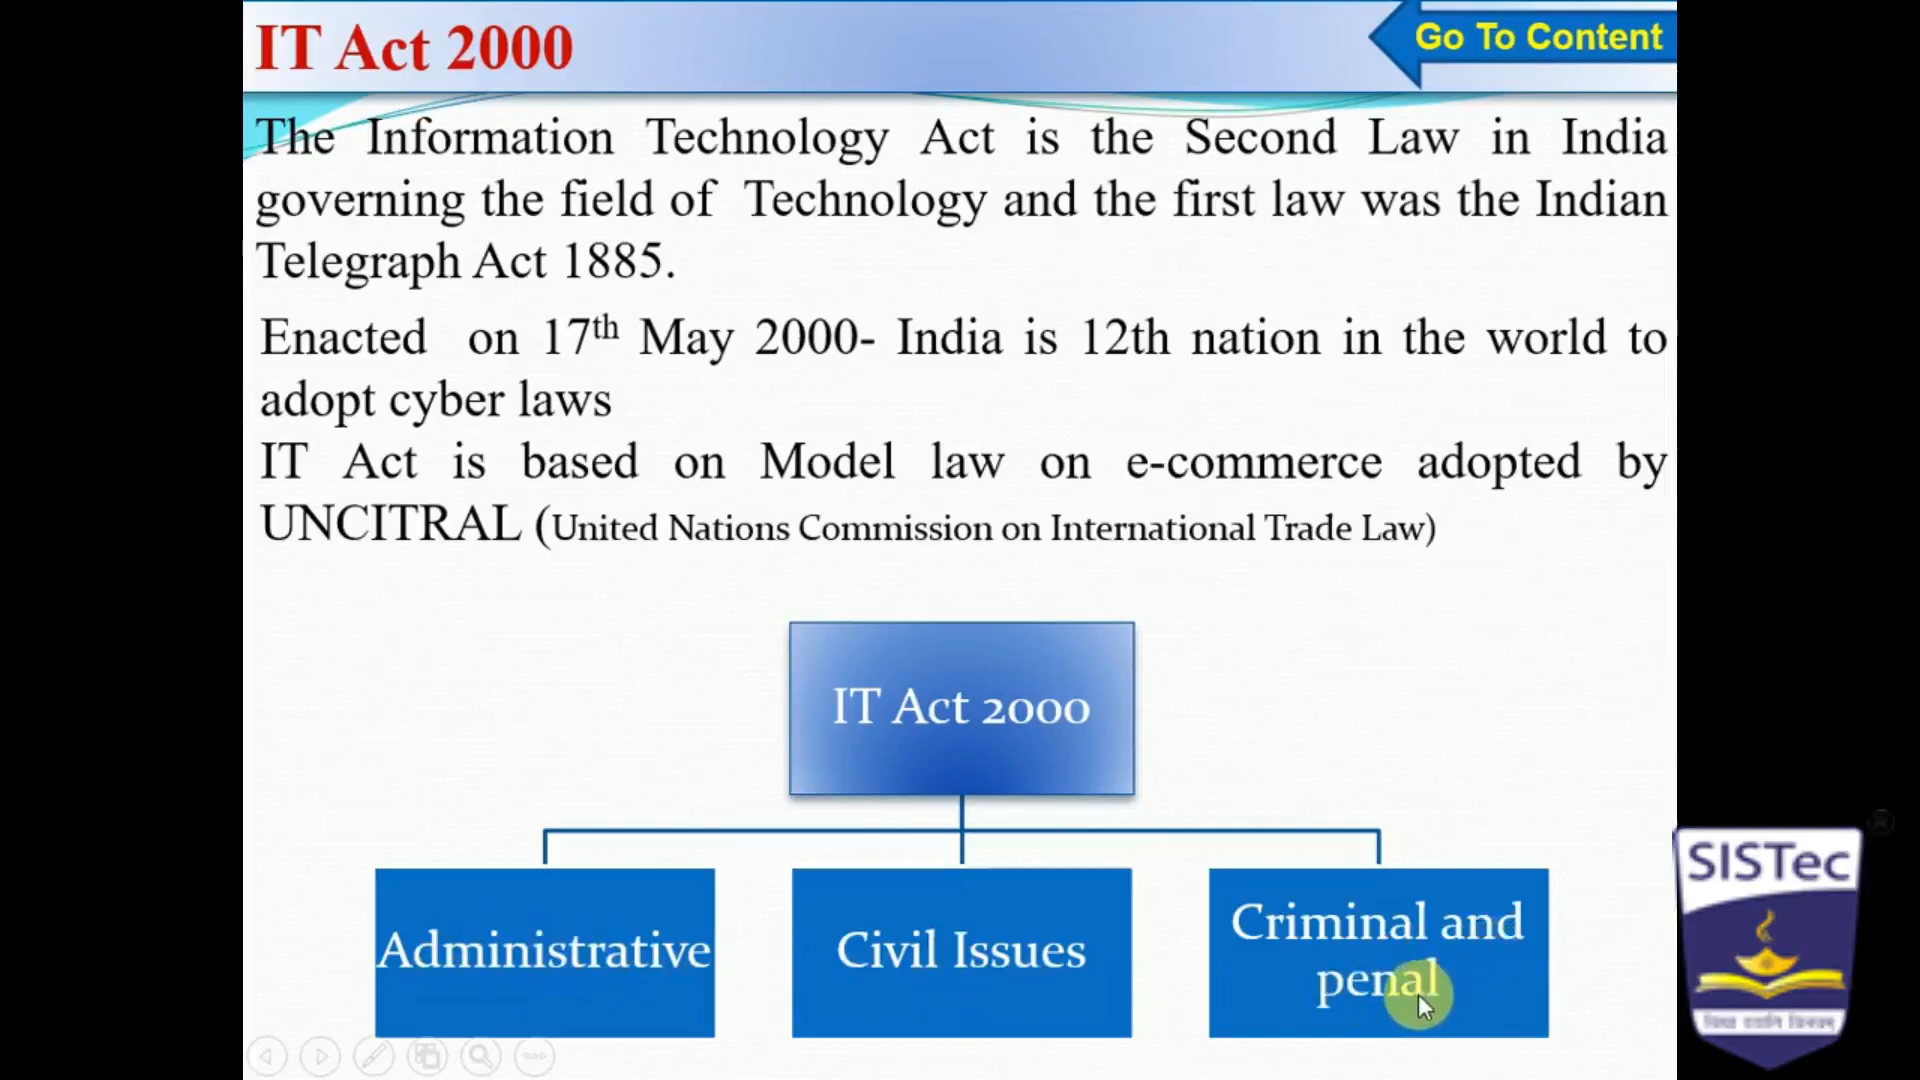 IT Act 2000
Go To Content
The Information Technology Act is the Second Law in India
governing the field of Technology and the first law was the Indian
Telegraph Act 1885.
Enacted on 17th May 2000- India is 12th nation in the world to
adopt cyber laws
IT Act is based on Model law on e-commerce adopted by
UNCITRAL (United Nations Commission on International Trade Law)
IT Act 2000
Administrative
Civil Issues
Criminal and
penal
®
SISTec